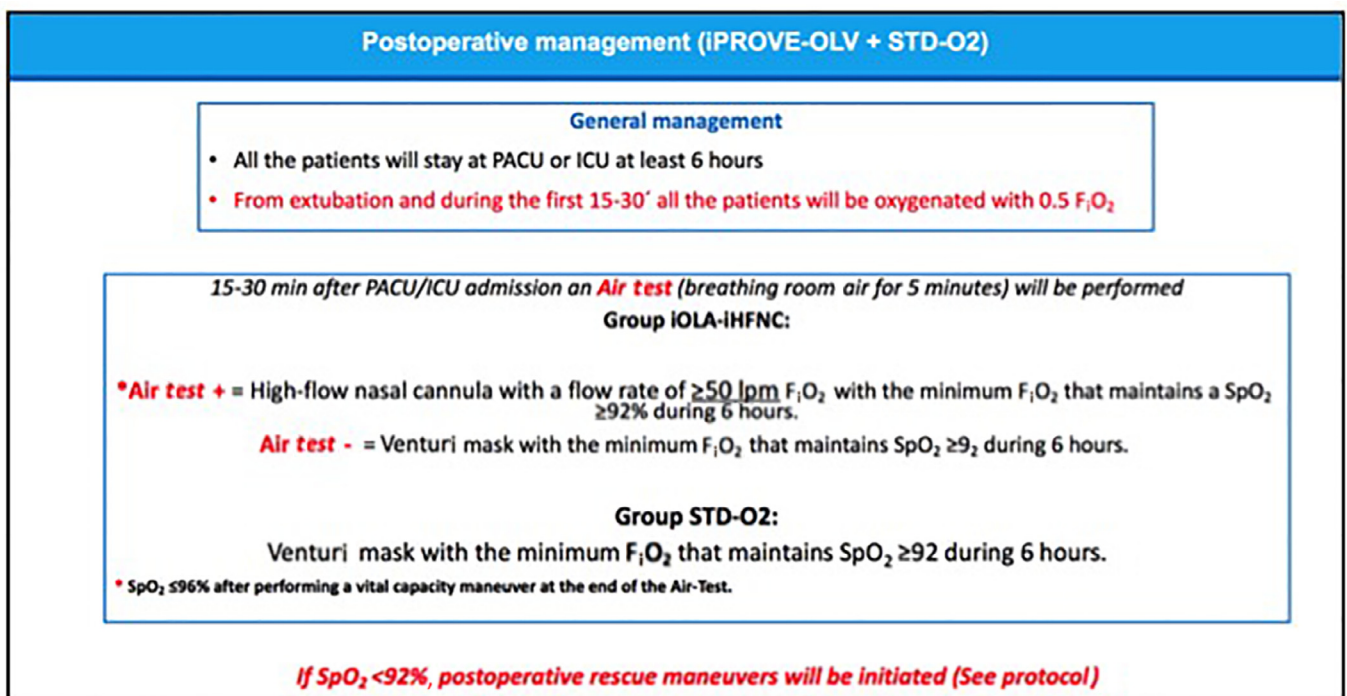 Postoperative management (iPROVE-OLV + STD-O2)
General management
• All the patients will stay at PACU or ICU at least 6 hours
• From extubation and during the first 15-30´ all the patients will be oxygenated with 0.5 FiO₂
15-30 min after PACU/ICU admission an Air test (breathing room air for 5 minutes) will be performed
Group iOLA-iHFNC:
*Air test + = High-flow nasal cannula with a flow rate of ≥50 lpm FiO₂ with the minimum FiO₂ that maintains a SpO₂
≥92% during 6 hours.
Air test - = Venturi mask with the minimum FiO₂ that maintains SpO₂ ≥9₂ during 6 hours.
Group STD-O2:
Venturi mask with the minimum FiO₂ that maintains SpO₂ ≥92 during 6 hours.
* SpO₂ ≤96% after performing a vital capacity maneuver at the end of the Air-Test.
If SpO₂ <92%, postoperative rescue maneuvers will be initiated (See protocol)